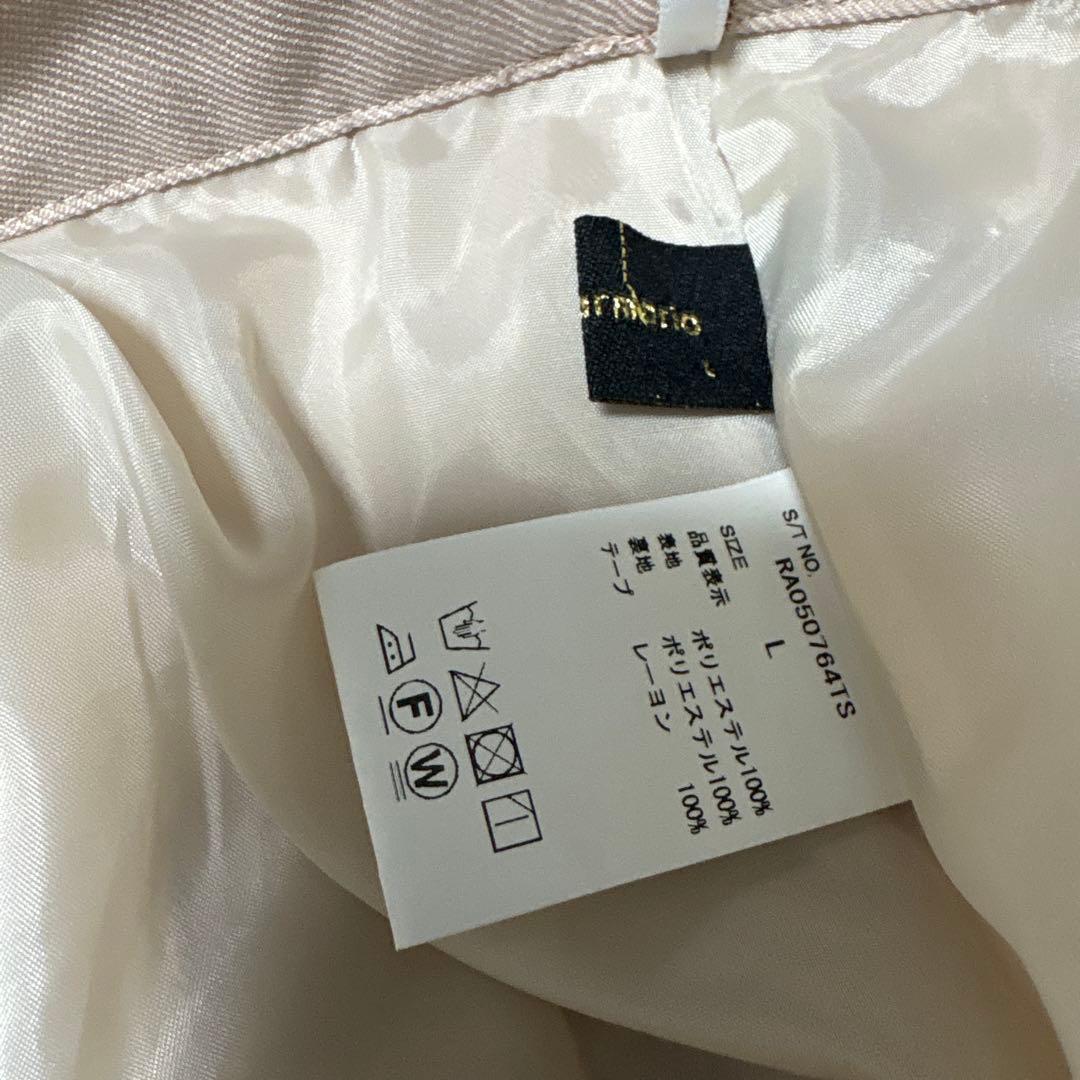 armario
S/T NO. RA050764TS
SIZE L
品質表示
表地 ポリエステル100%
裏地 ポリエステル100%
テープ レーヨン 100%
F
W